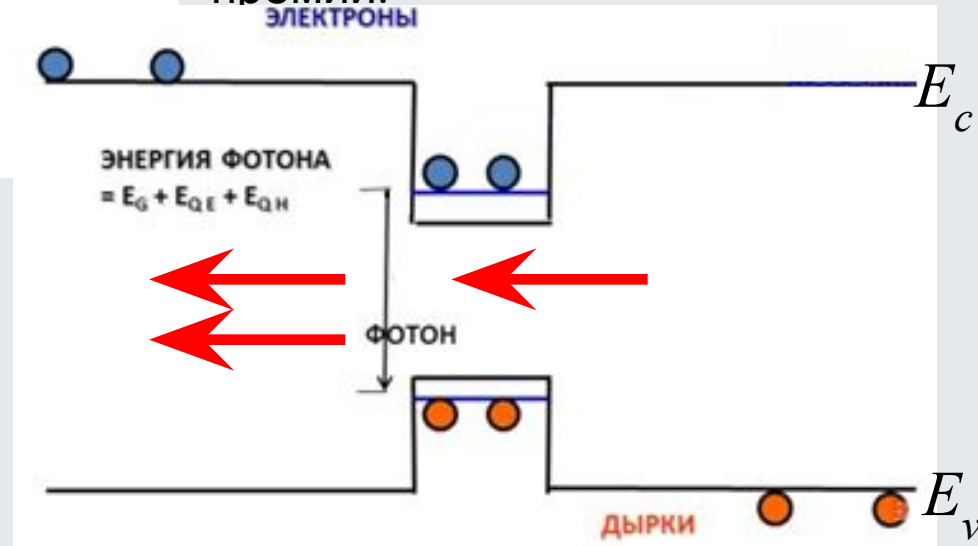 ЭЛЕКТРОНЫ
E_c
ЭНЕРГИЯ ФОТОНА
= E_G + E_QE + E_QH
ФОТОН
E_v
ДЫРКИ